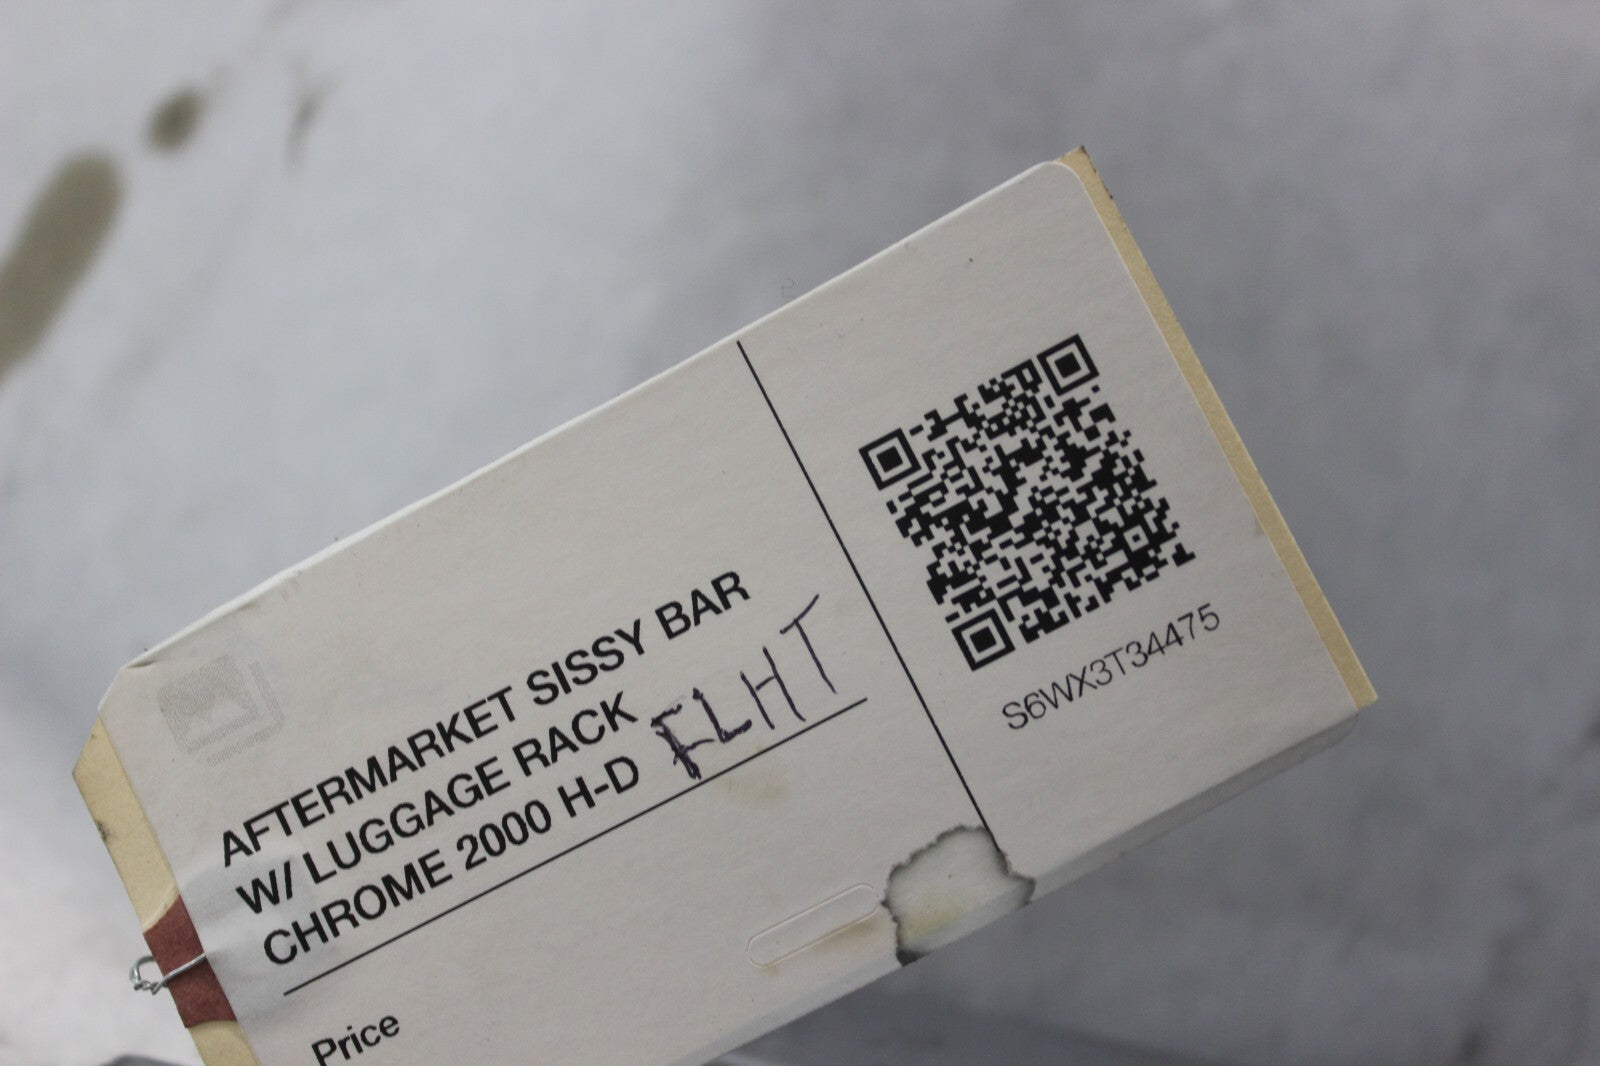 AFTERMARKET SISSY BAR
W/ LUGGAGE RACK
CHROME 2000 H-D FLHT
Price
S6WX3T34475